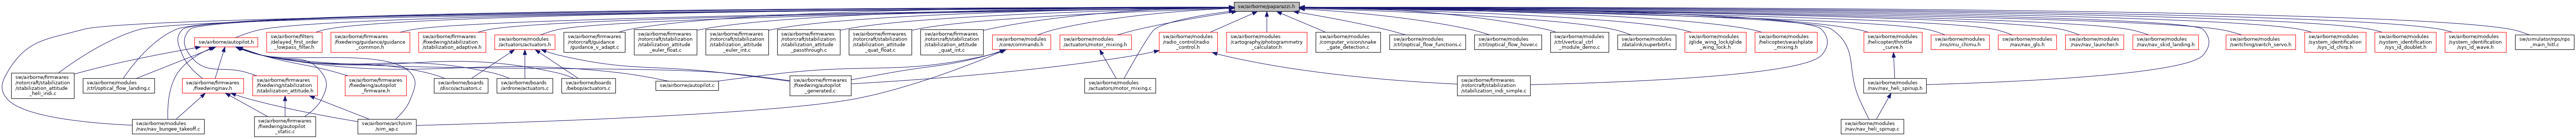 sw/airborne/paparazzi.h
sw/airborne/autopilot.h
sw/airborne/filters
/delayed_first_order
_lowpass_filter.h
sw/airborne/firmwares
/fixedwing/guidance/guidance
_common.h
sw/airborne/firmwares
/fixedwing/stabilization
/stabilization_adaptive.h
sw/airborne/modules
/actuators/actuators.h
sw/airborne/firmwares
/rotorcraft/guidance
/guidance_v_adapt.c
sw/airborne/firmwares
/rotorcraft/stabilization
/stabilization_attitude
_euler_float.c
sw/airborne/firmwares
/rotorcraft/stabilization
/stabilization_attitude
_euler_int.c
sw/airborne/firmwares
/rotorcraft/stabilization
/stabilization_attitude
_passthrough.c
sw/airborne/firmwares
/rotorcraft/stabilization
/stabilization_attitude
_quat_float.c
sw/airborne/firmwares
/rotorcraft/stabilization
/stabilization_attitude
_quat_int.c
sw/airborne/modules
/core/commands.h
sw/airborne/modules
/actuators/motor_mixing.h
sw/airborne/modules
/radio_control/radio
_control.h
sw/airborne/modules
/cartography/photogrammetry
_calculator.h
sw/airborne/modules
/computer_vision/snake
_gate_detection.c
sw/airborne/modules
/ctrl/optical_flow_functions.c
sw/airborne/modules
/ctrl/optical_flow_hover.c
sw/airborne/modules
/ctrl/vertical_ctrl
_module_demo.c
sw/airborne/modules
/datalink/superbitrf.c
sw/airborne/modules
/glide_wing_lock/glide
_wing_lock.h
sw/airborne/modules
/helicopter/swashplate
_mixing.h
sw/airborne/modules
/helicopter/throttle
_curve.h
sw/airborne/modules
/ins/imu_chimu.h
sw/airborne/modules
/nav/nav_gls.h
sw/airborne/modules
/nav/nav_launcher.h
sw/airborne/modules
/nav/nav_skid_landing.h
sw/airborne/modules
/switching/switch_servo.h
sw/airborne/modules
/system_identification
/sys_id_chirp.h
sw/airborne/modules
/system_identification
/sys_id_doublet.h
sw/airborne/modules
/system_identification
/sys_id_wave.h
sw/simulator/nps/nps
_main_hitl.c
sw/airborne/firmwares
/rotorcraft/stabilization
/stabilization_attitude
_heli_indi.c
sw/airborne/modules
/ctrl/optical_flow_landing.c
sw/airborne/firmwares
/fixedwing/nav.h
sw/airborne/firmwares
/fixedwing/stabilization
/stabilization_attitude.h
sw/airborne/firmwares
/fixedwing/autopilot
_firmware.h
sw/airborne/boards
/disco/actuators.c
sw/airborne/boards
/ardrone/actuators.c
sw/airborne/boards
/bebop/actuators.c
sw/airborne/autopilot.c
sw/airborne/firmwares
/fixedwing/autopilot
_generated.c
sw/airborne/modules
/actuators/motor_mixing.c
sw/airborne/firmwares
/rotorcraft/stabilization
/stabilization_indi_simple.c
sw/airborne/modules
/nav/nav_heli_spinup.h
sw/airborne/modules
/nav/nav_bungee_takeoff.c
sw/airborne/firmwares
/fixedwing/autopilot
_static.c
sw/airborne/arch/sim
/sim_ap.c
sw/airborne/modules
/nav/nav_heli_spinup.c